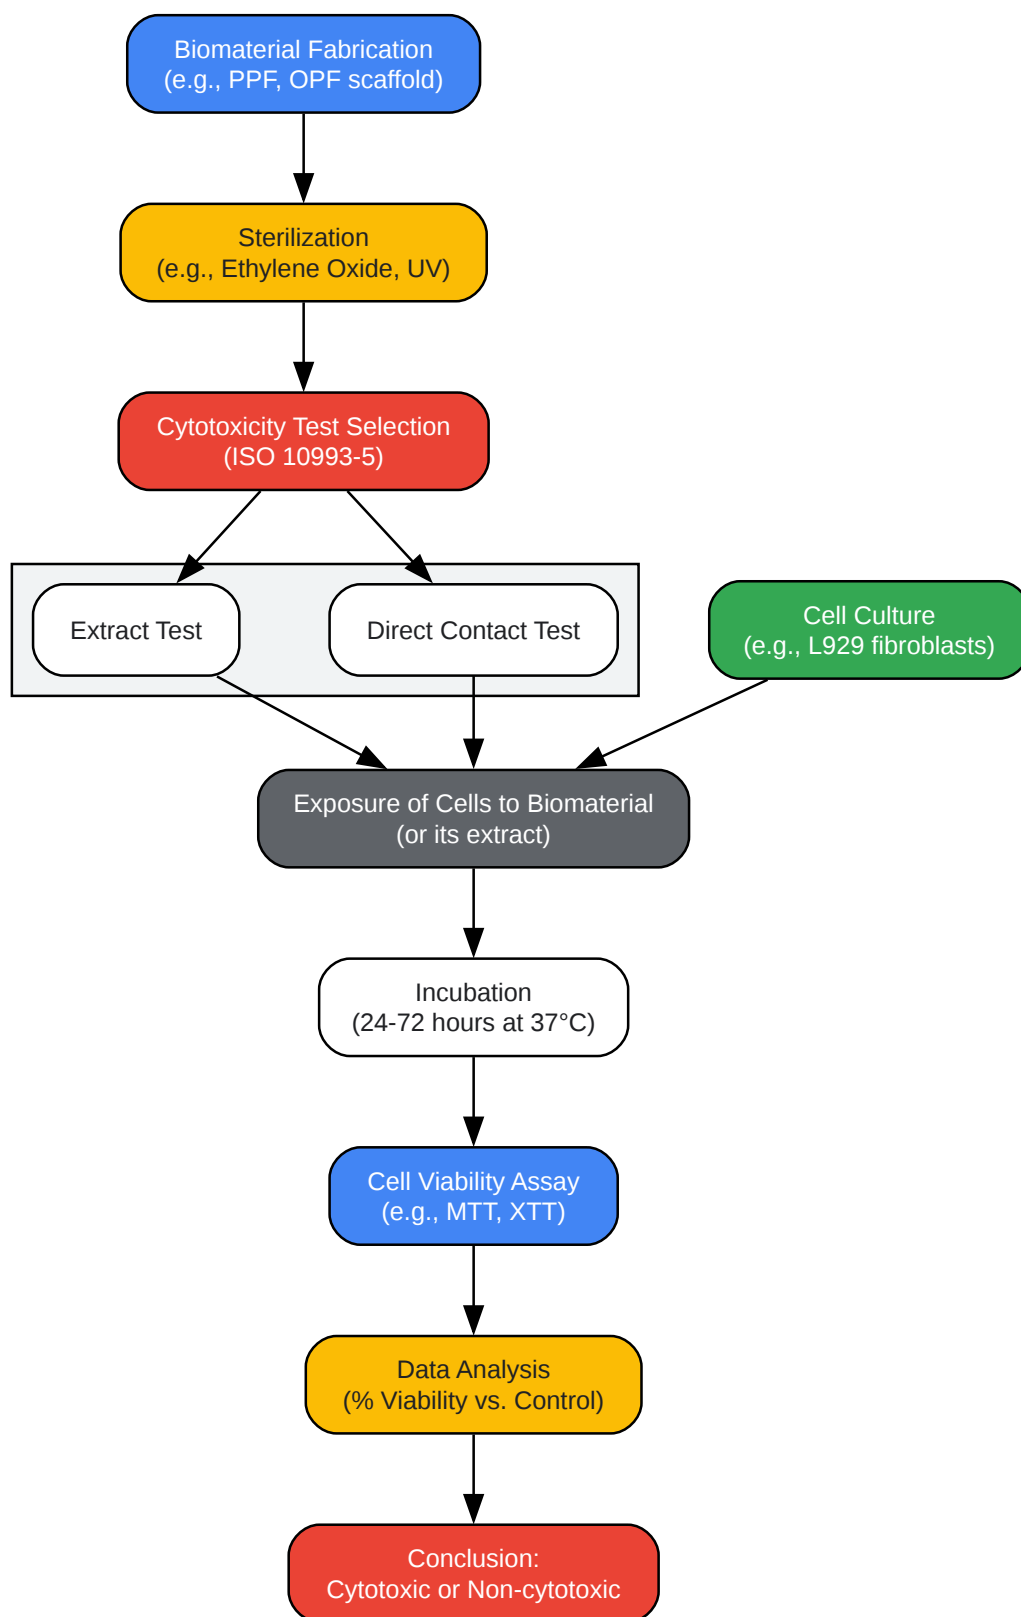 Biomaterial Fabrication
(e.g., PPF, OPF scaffold)
Sterilization
(e.g., Ethylene Oxide, UV)
Cytotoxicity Test Selection
(ISO 10993-5)
Extract Test
Direct Contact Test
Cell Culture
(e.g., L929 fibroblasts)
Exposure of Cells to Biomaterial
(or its extract)
Incubation
(24-72 hours at 37°C)
Cell Viability Assay
(e.g., MTT, XTT)
Data Analysis
(% Viability vs. Control)
Conclusion:
Cytotoxic or Non-cytotoxic